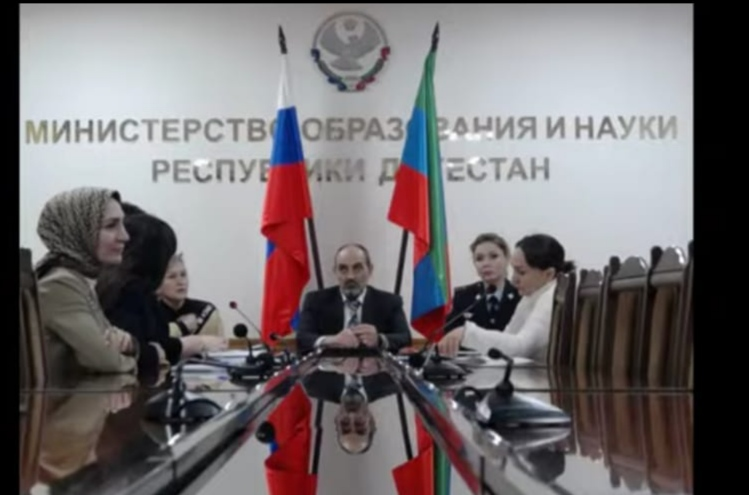 МИНИСТЕРСТВО ОБРАЗОВАНИЯ И НАУКИ
РЕСПУБЛИКИ ДАГЕСТАН